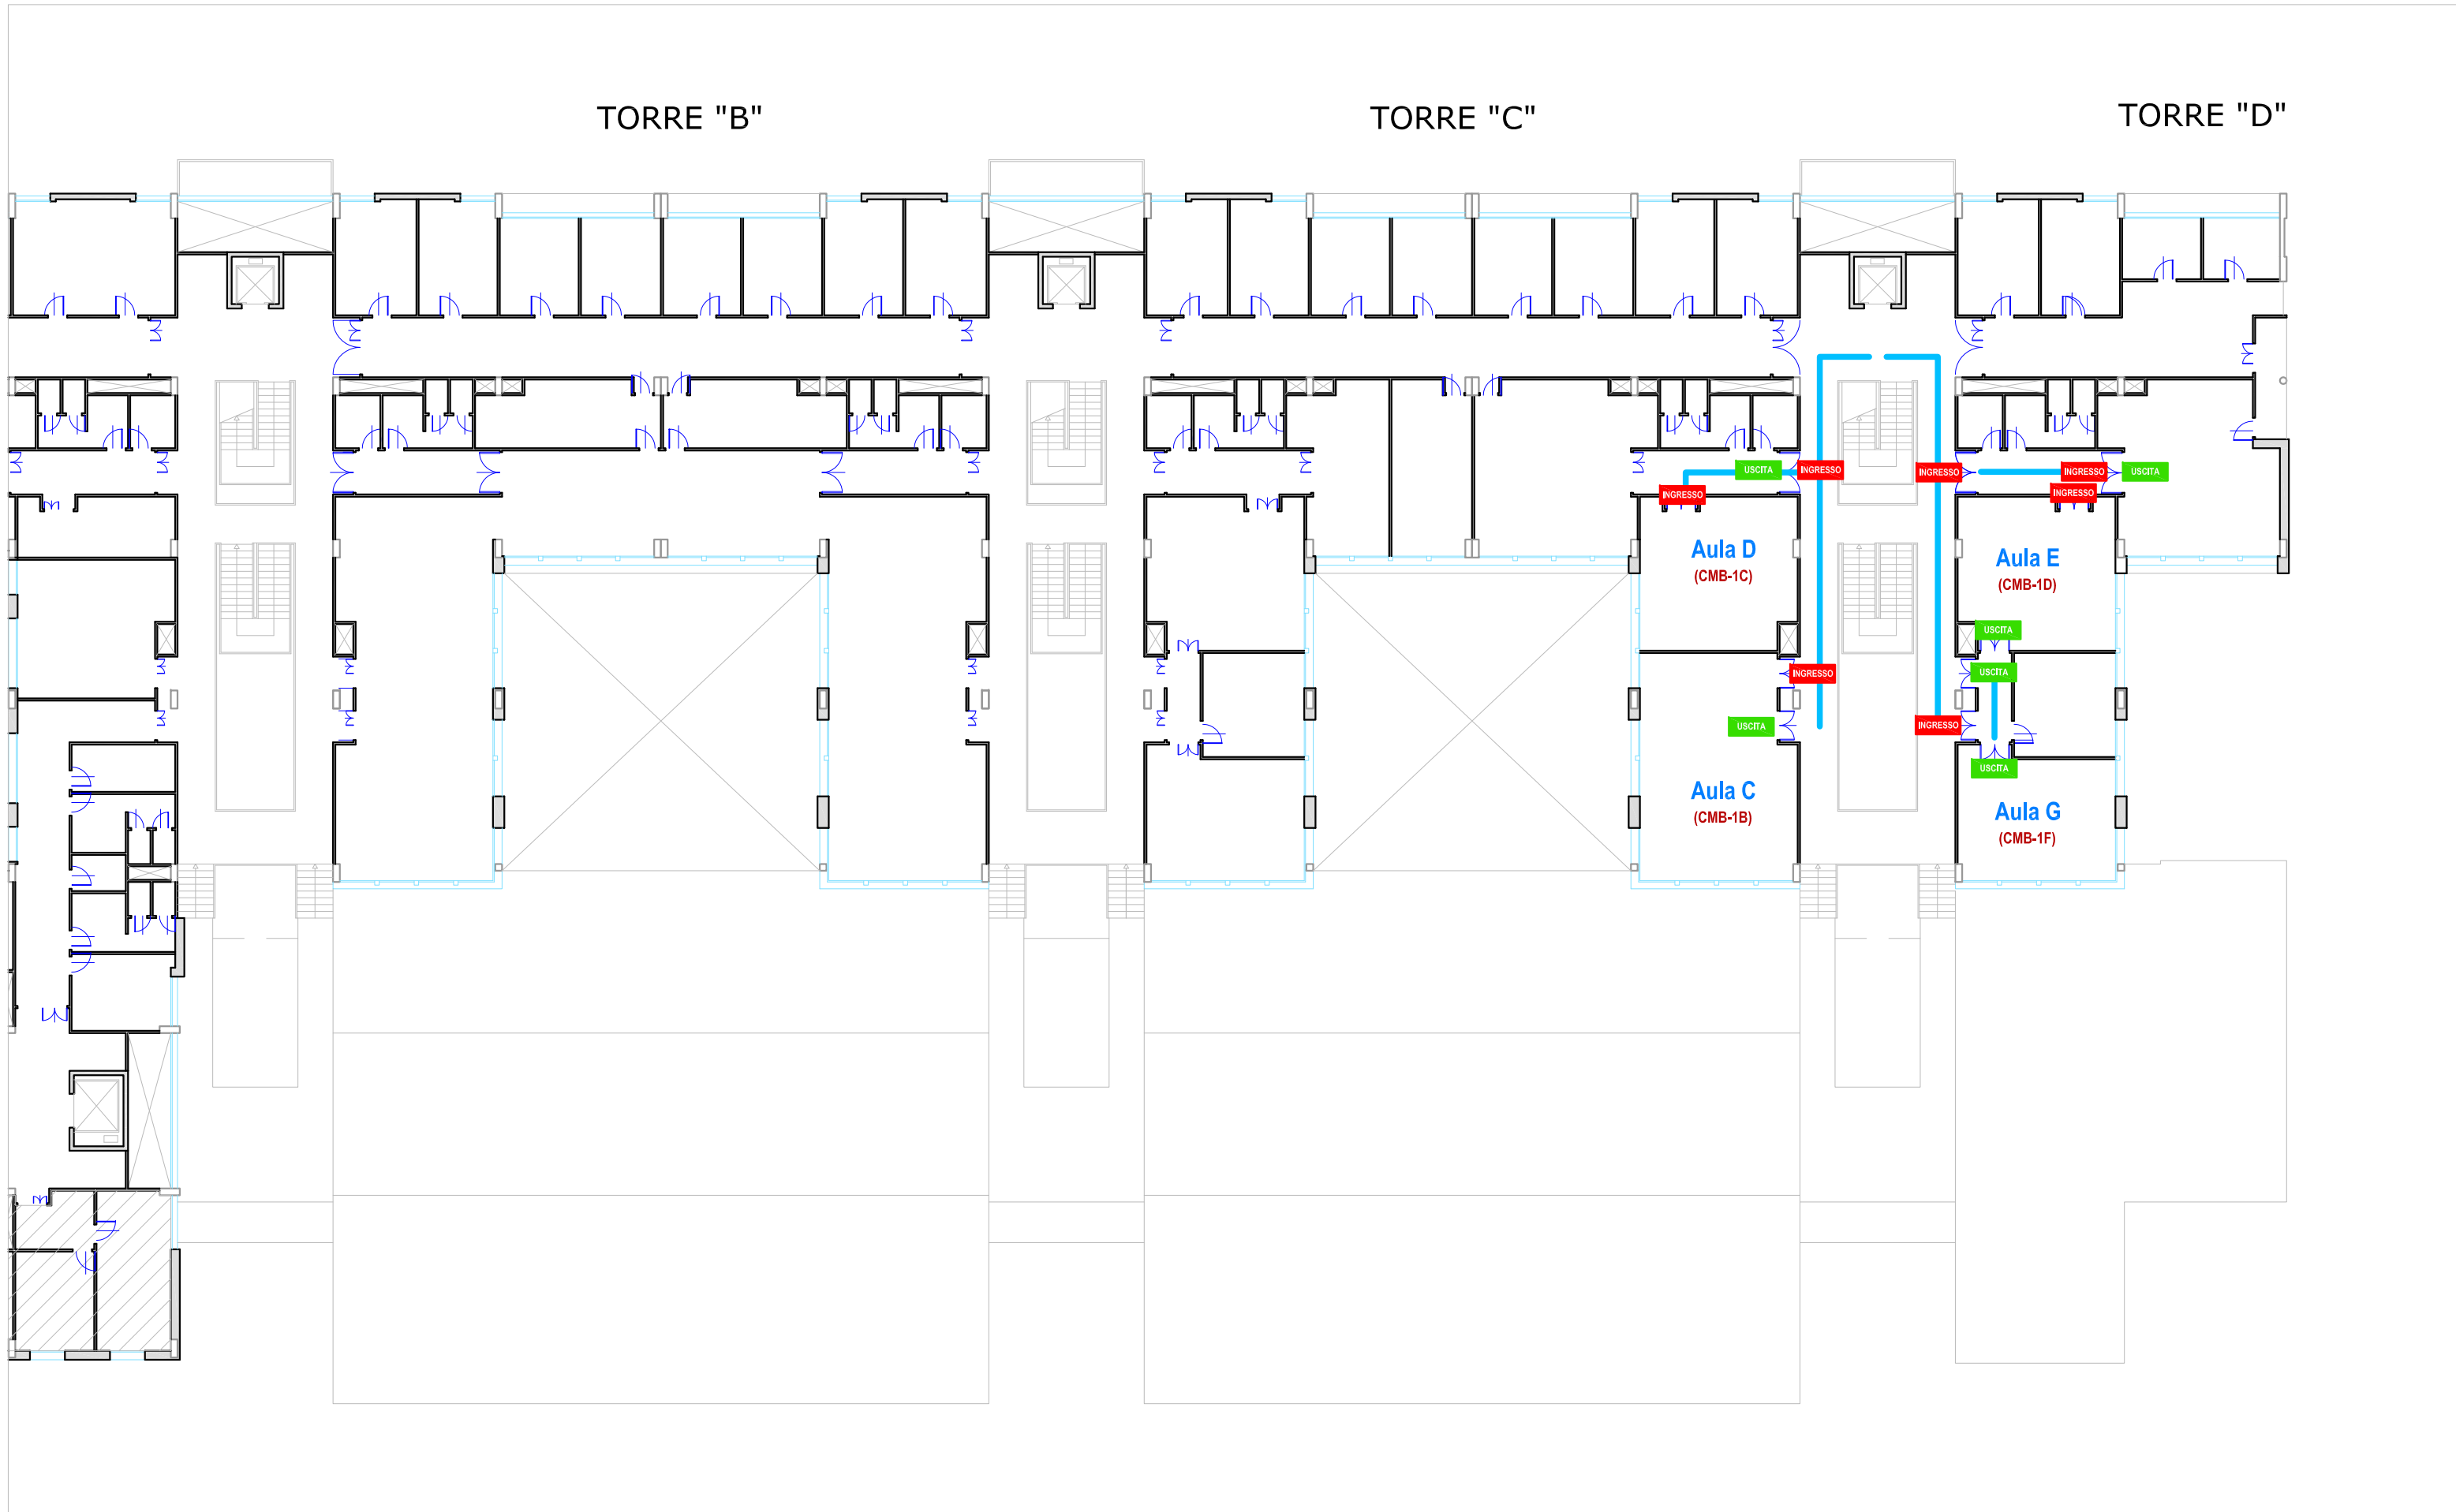 TORRE "B"
TORRE "C"
TORRE "D"
USCITA
INGRESSO
INGRESSO
INGRESSO
USCITA
INGRESSO
INGRESSO
Aula D
(CMB-1C)
Aula E
(CMB-1D)
USCITA
INGRESSO
USCITA
USCITA
INGRESSO
USCITA
Aula C
(CMB-1B)
Aula G
(CMB-1F)